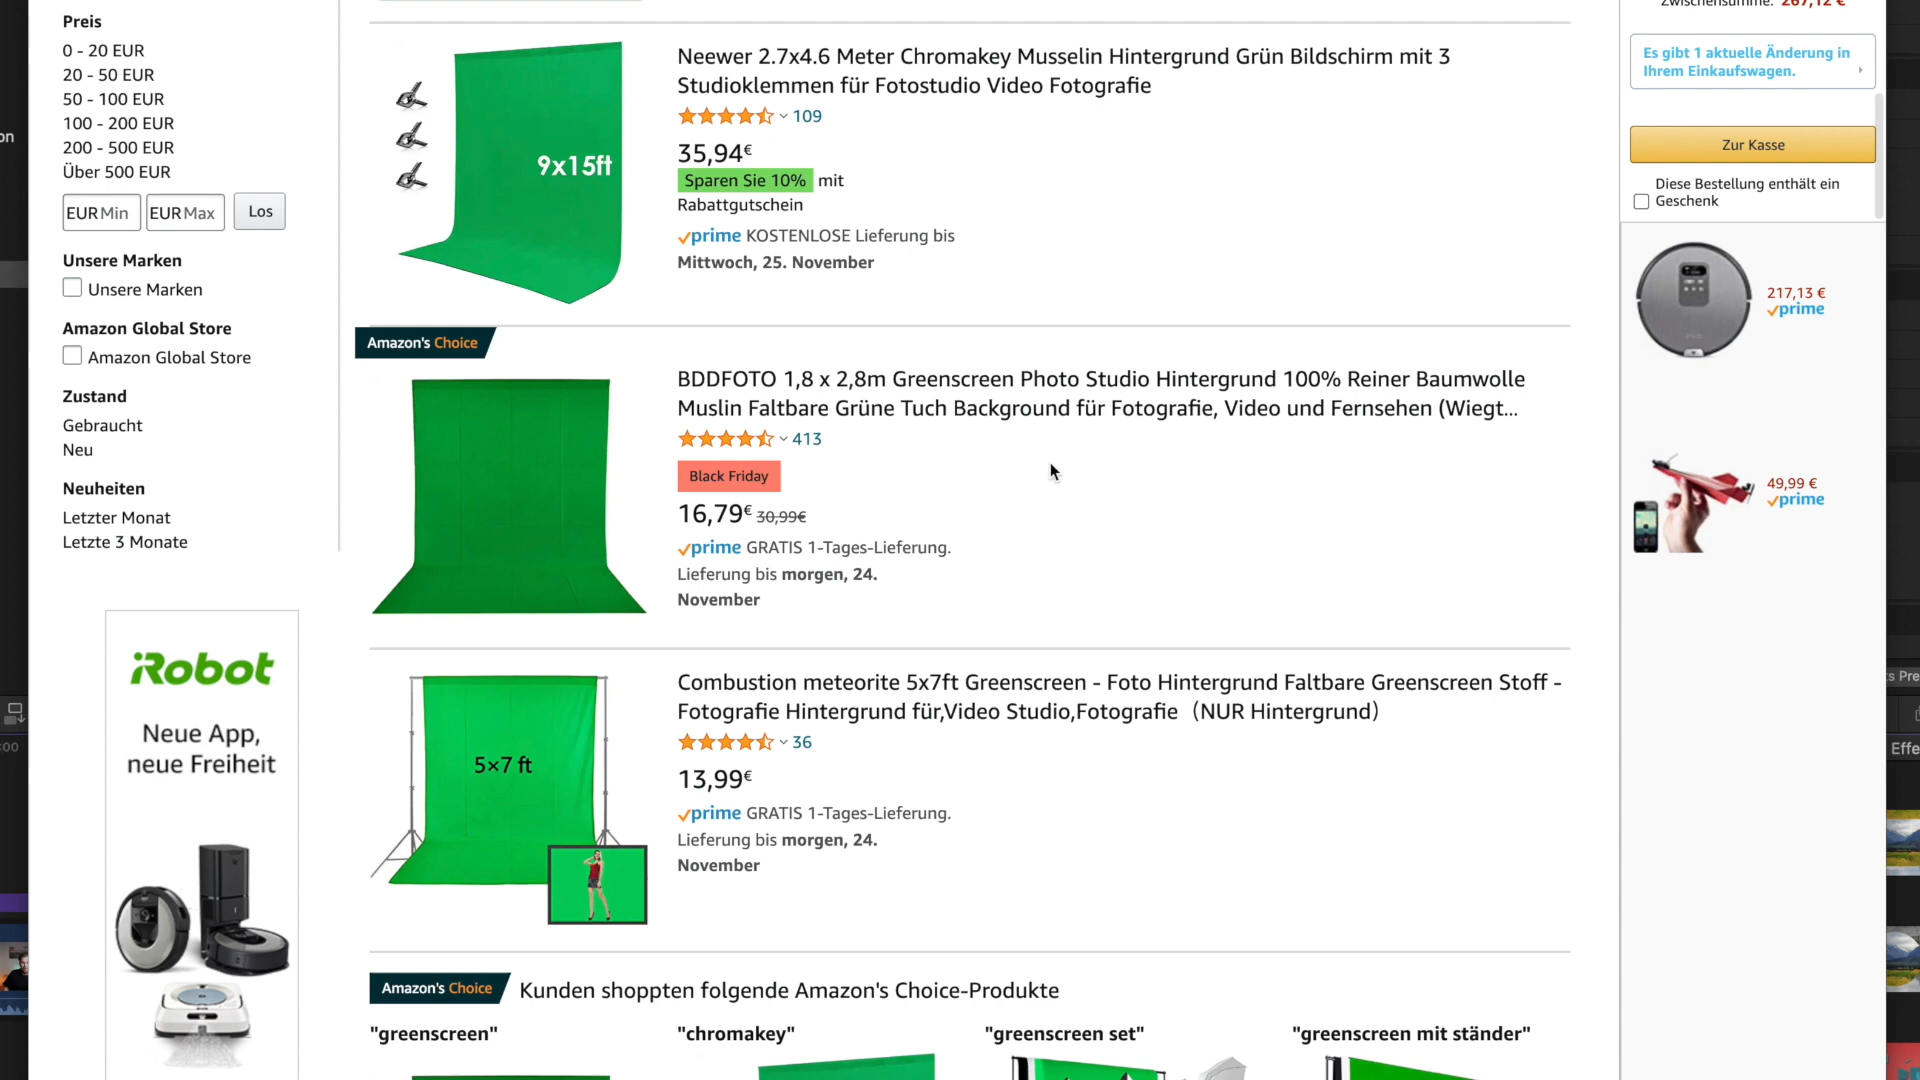 Preis
0 - 20 EUR
20 - 50 EUR
50 - 100 EUR
100 - 200 EUR
200 - 500 EUR
Über 500 EUR
EUR Min
EUR Max
Los
Unsere Marken
Unsere Marken
Amazon Global Store
Amazon Global Store
Zustand
Gebraucht
Neu
Neuheiten
Letzter Monat
Letzte 3 Monate
iRobot
Neue App,
neue Freiheit
9x15ft
Neewer 2.7x4.6 Meter Chromakey Musselin Hintergrund Grün Bildschirm mit 3
Studioklemmen für Fotostudio Video Fotografie
109
35,94€
Sparen Sie 10% mit
Rabattgutschein
prime KOSTENLOSE Lieferung bis
Mittwoch, 25. November
Amazon's Choice
BDDFOTO 1,8 x 2,8m Greenscreen Photo Studio Hintergrund 100% Reiner Baumwolle
Muslin Faltbare Grüne Tuch Background für Fotografie, Video und Fernsehen (Wiegt...
413
Black Friday
16,79€ 30,99€
prime GRATIS 1-Tages-Lieferung.
Lieferung bis morgen, 24.
November
5×7 ft
Combustion meteorite 5x7ft Greenscreen - Foto Hintergrund Faltbare Greenscreen Stoff -
Fotografie Hintergrund für,Video Studio,Fotografie（NUR Hintergrund）
36
13,99€
prime GRATIS 1-Tages-Lieferung.
Lieferung bis morgen, 24.
November
Amazon's Choice Kunden shoppten folgende Amazon's Choice-Produkte
"greenscreen"
"chromakey"
"greenscreen set"
"greenscreen mit ständer"
Zwischensumme: 267,12 €
Es gibt 1 aktuelle Änderung in
Ihrem Einkaufswagen.
Zur Kasse
Diese Bestellung enthält ein
Geschenk
217,13 €
prime
49,99 €
prime
on
:00
s Pre
Effe